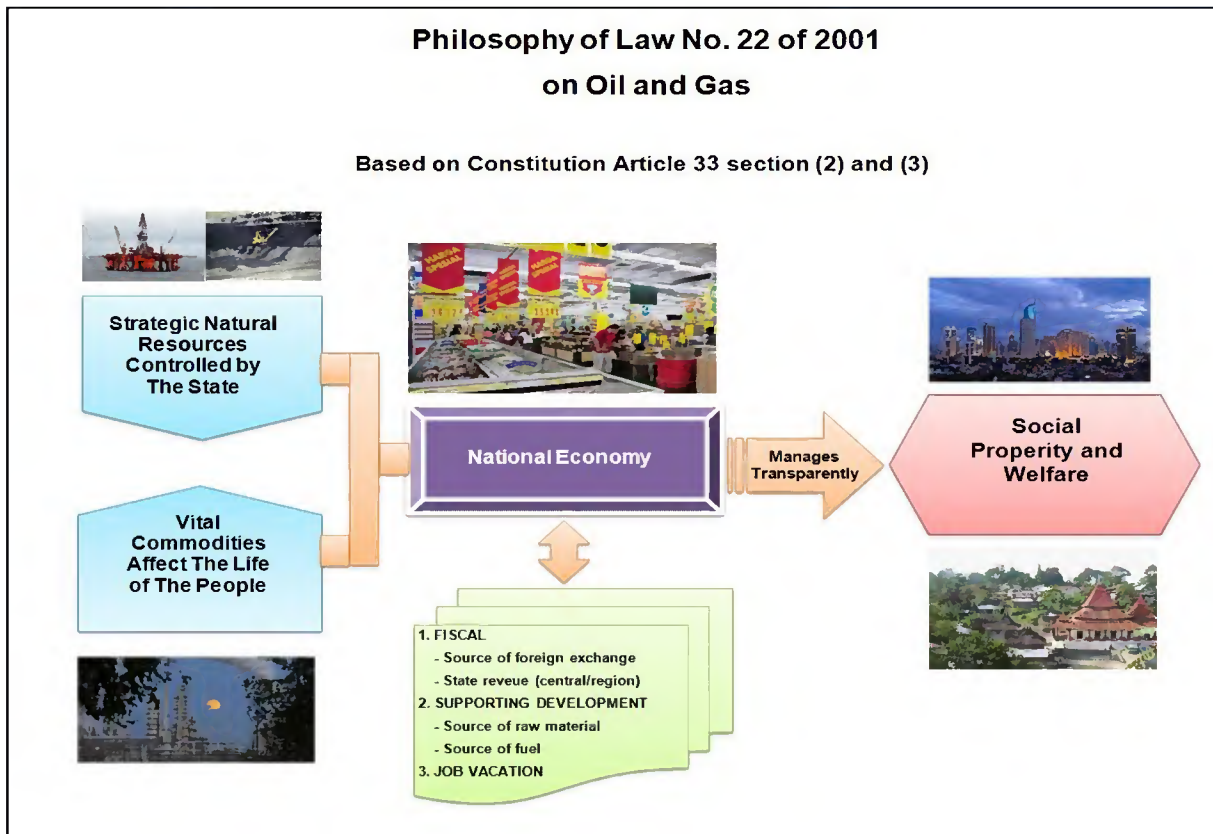 Philosophy of Law No. 22 of 2001
on Oil and Gas
Based on Constitution Article 33 section (2) and (3)
Strategic Natural
Resources
Controlled by
The State
Vital
Commodities
Affect The Life
of The People
HARGA
SPESIAL
National Economy
Manages
Transparently
Social
Properity and
Welfare
1. FISCAL
- Source of foreign exchange
- State reveue (central/region)
2. SUPPORTING DEVELOPMENT
- Source of raw material
- Source of fuel
3. JOB VACATION